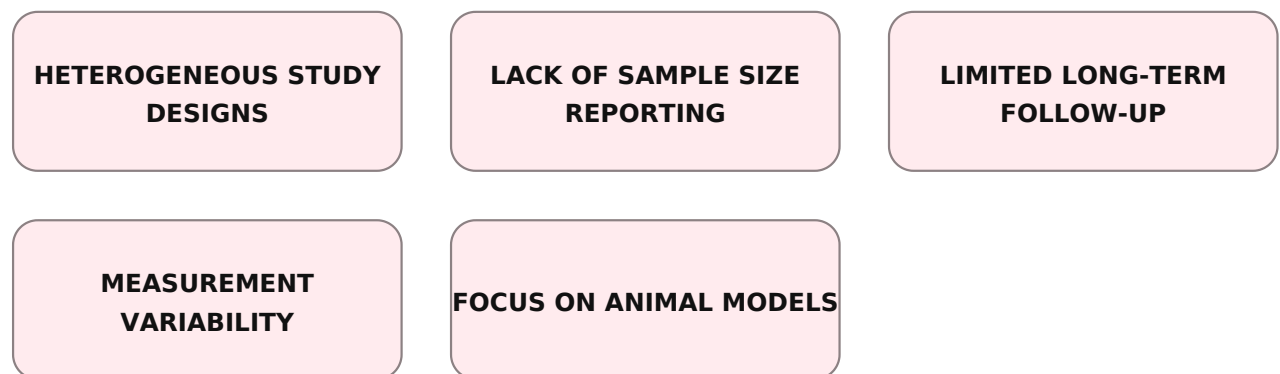 HETEROGENEOUS STUDY
DESIGNS
LACK OF SAMPLE SIZE
REPORTING
LIMITED LONG-TERM
FOLLOW-UP
MEASUREMENT
VARIABILITY
FOCUS ON ANIMAL MODELS